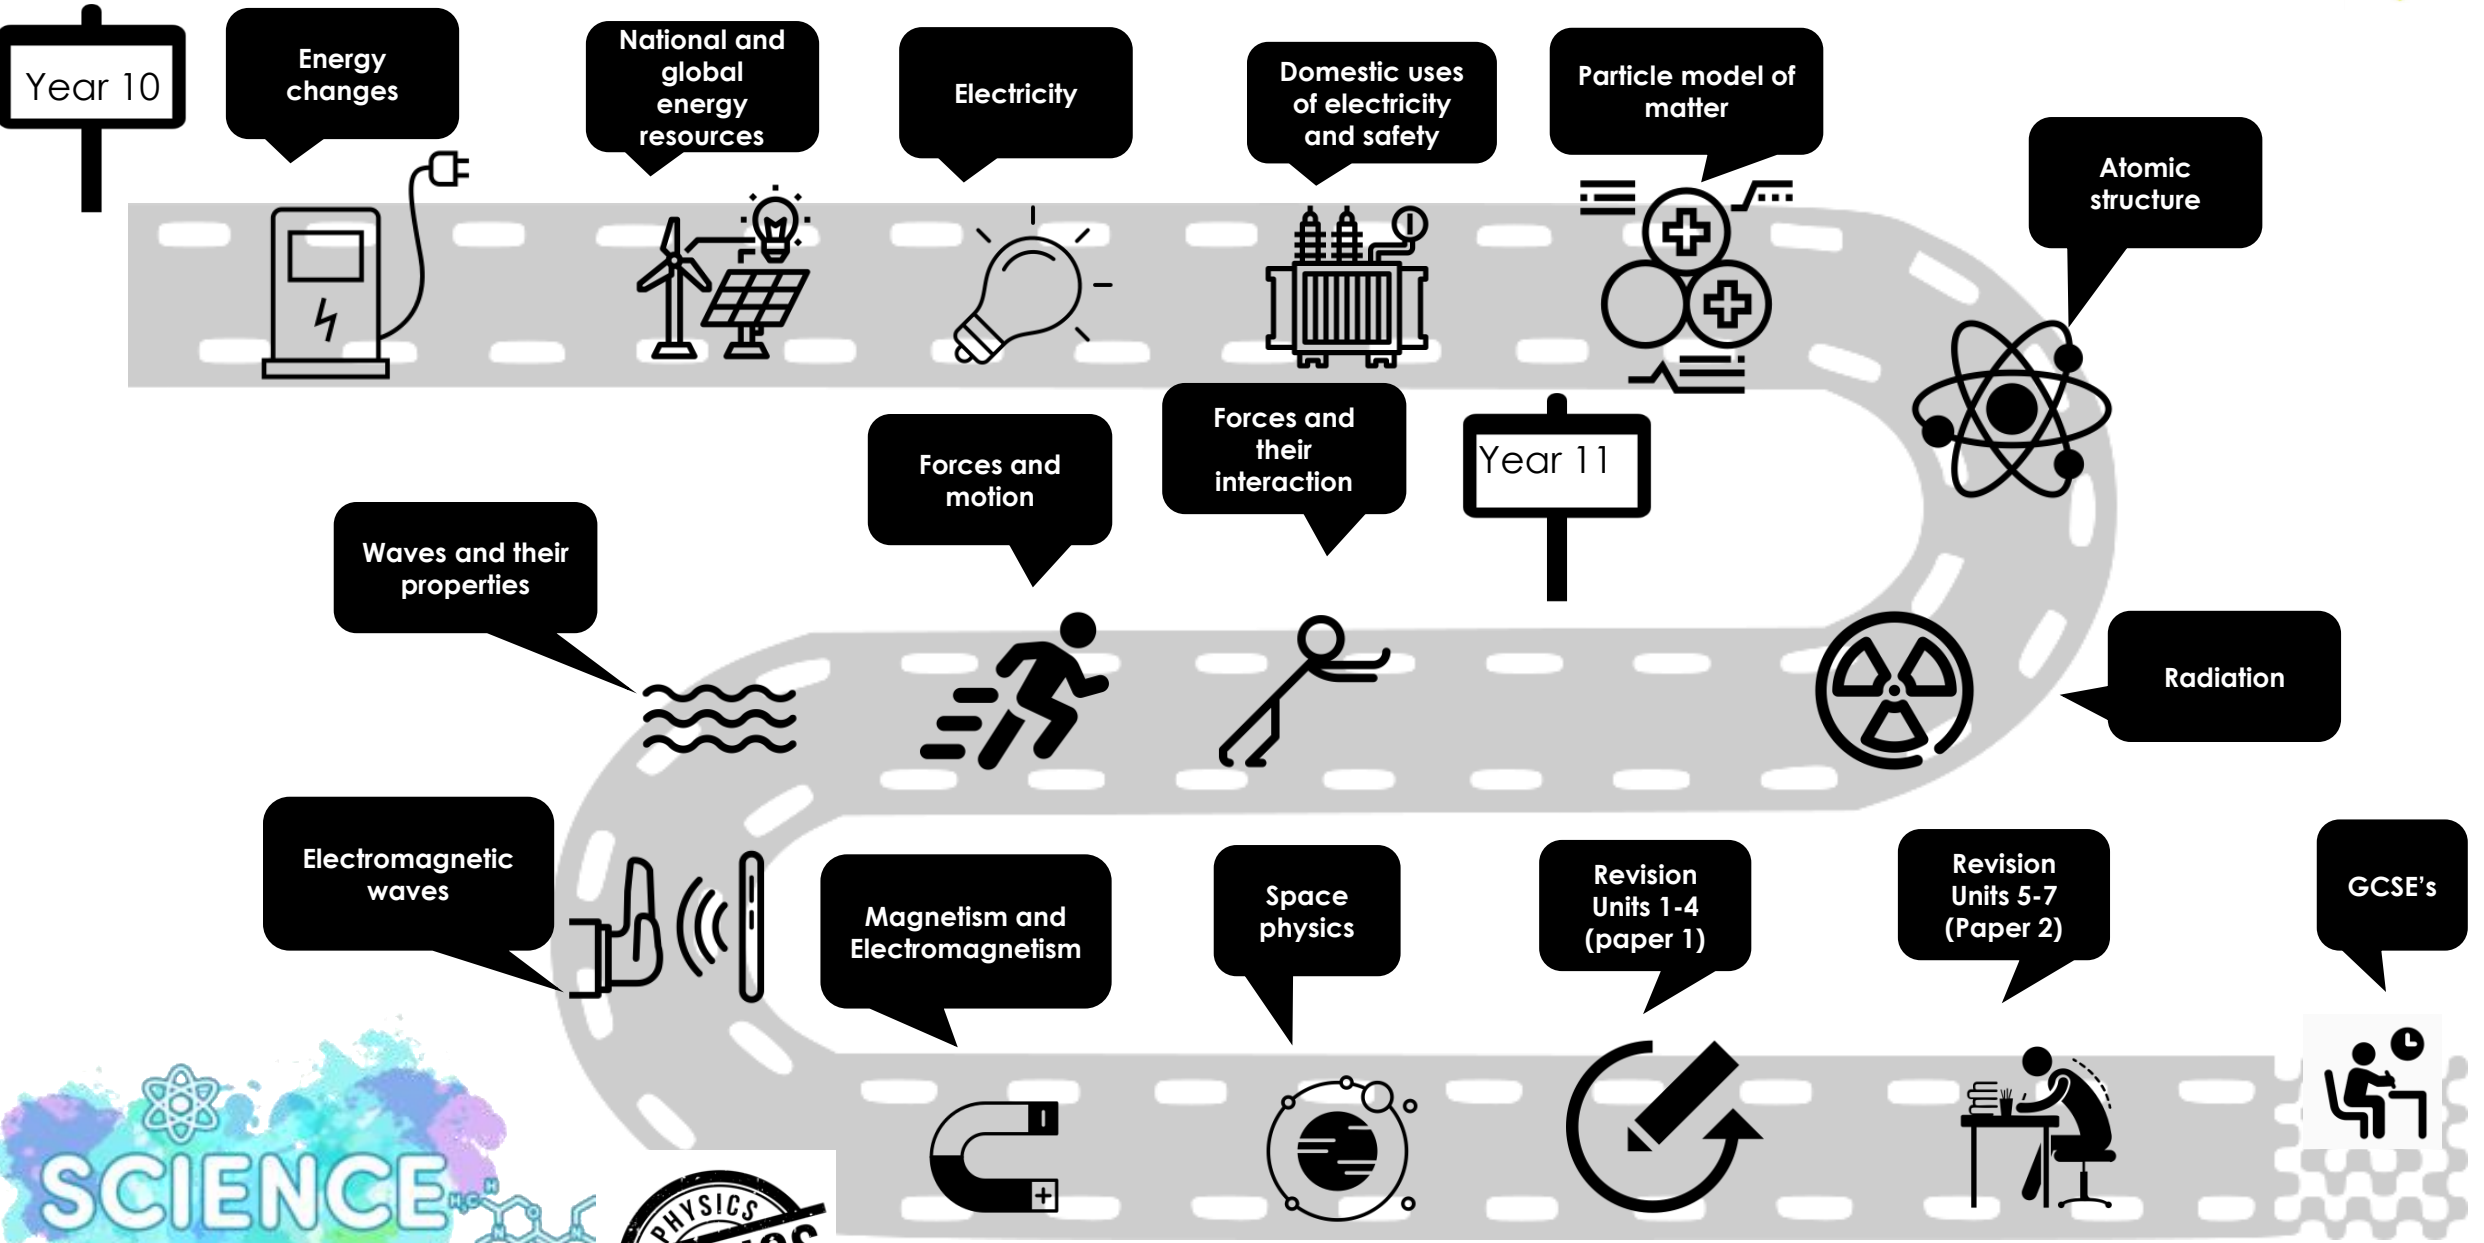 Year 10
Energy
changes
National and
global
energy
resources
Electricity
Domestic uses
of electricity
and safety
Particle model of
matter
Atomic
structure
Radiation
Year 11
Forces and
their
interaction
Forces and
motion
Waves and their
properties
Electromagnetic
waves
Magnetism and
Electromagnetism
Space
physics
Revision
Units 1-4
(paper 1)
Revision
Units 5-7
(Paper 2)
GCSE’s
SCIENCE
PHYSICS